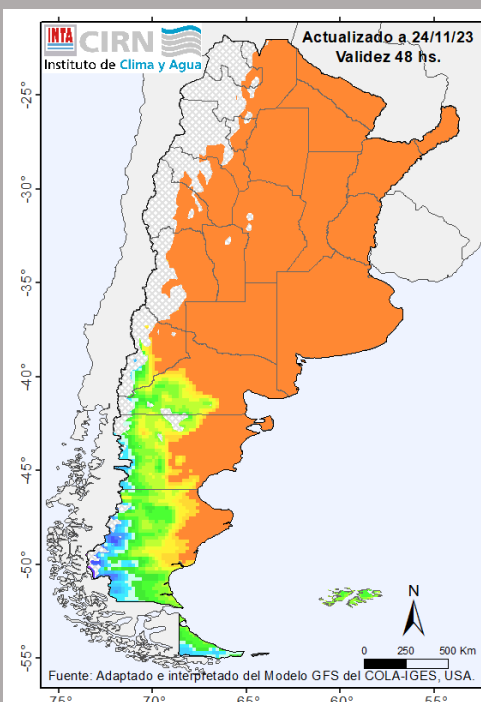 INTA CIRN
Instituto de Clima y Agua
Actualizado a 24/11/23
Validez 48 hs.
-25°
-30°
-35°
-40°
-45°
-50°
-55°
N
0 250 500 Km
Fuente: Adaptado e interpretado del Modelo GFS del COLA-IGES, USA.
-75° -70° -65° -60° -55°